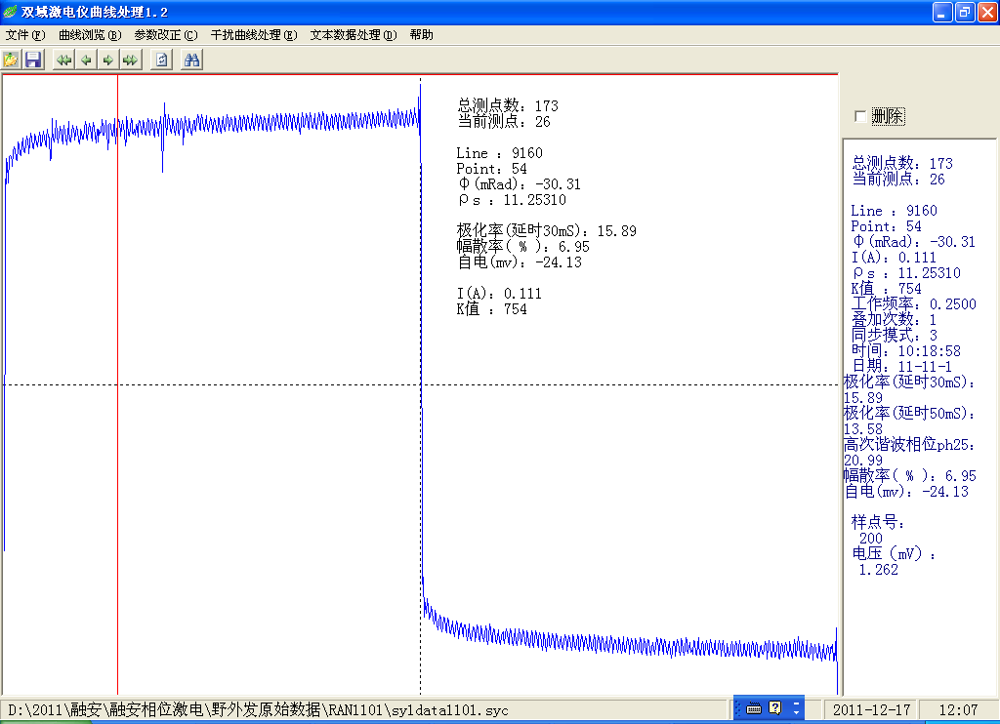 双域激电仪曲线处理1.2
文件(F) 曲线浏览(B) 参数改正(C) 干扰曲线处理(E) 文本数据处理(D) 帮助
总测点数: 173
当前测点: 26
Line : 9160
Point: 54
Φ(mRad): -30.31
ρs : 11.25310
极化率(延时30mS): 15.89
幅散率( % ): 6.95
自电(mv): -24.13
I(A): 0.111
K值 : 754
删除
总测点数: 173
当前测点: 26
Line : 9160
Point: 54
Φ(mRad): -30.31
I(A): 0.111
ρs : 11.25310
K值 : 754
工作频率: 0.2500
叠加次数: 1
同步摸式: 3
时间: 10:18:58
日期: 11-11-1
极化率(延时30mS):
15.89
极化率(延时50mS):
13.58
高次谐波相位ph25:
20.99
幅散率( % ): 6.95
自电(mv): -24.13
样点号:
200
电压(mV) :
1.262
D:\2011\融安\融安相位激电\野外发原始数据\RAN1101\syldata1101.syc
2011-12-17
12:07